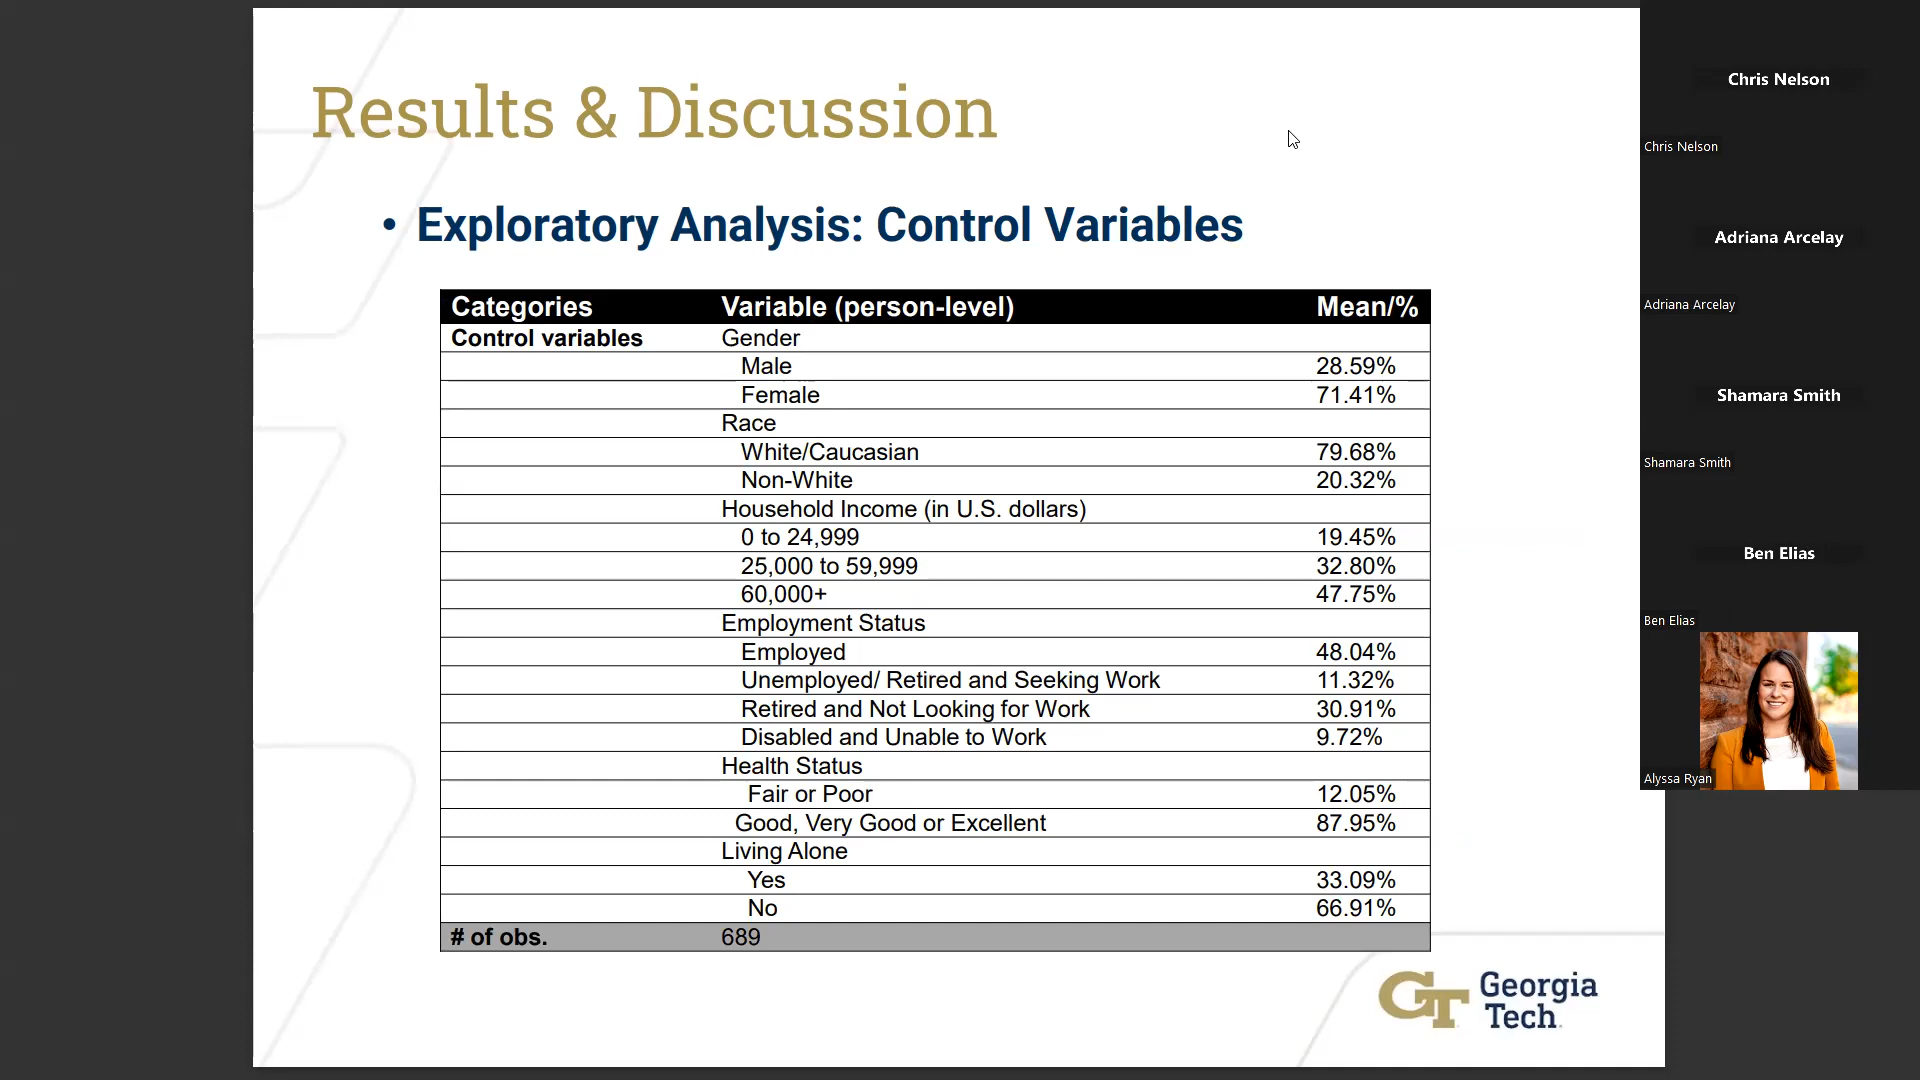 Results & Discussion
• Exploratory Analysis: Control Variables
Categories Variable (person-level) Mean/%
Control variables Gender
Male 28.59%
Female 71.41%
Race
White/Caucasian 79.68%
Non-White 20.32%
Household Income (in U.S. dollars)
0 to 24,999 19.45%
25,000 to 59,999 32.80%
60,000+ 47.75%
Employment Status
Employed 48.04%
Unemployed/ Retired and Seeking Work 11.32%
Retired and Not Looking for Work 30.91%
Disabled and Unable to Work 9.72%
Health Status
Fair or Poor 12.05%
Good, Very Good or Excellent 87.95%
Living Alone
Yes 33.09%
No 66.91%
# of obs. 689
GT Georgia
Tech
Chris Nelson
Chris Nelson
Adriana Arcelay
Adriana Arcelay
Shamara Smith
Shamara Smith
Ben Elias
Ben Elias
Alyssa Ryan